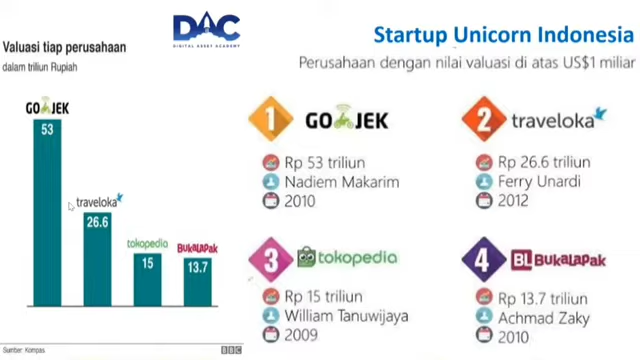 DAC
DIGITAL ASSET ACADEMY
Startup Unicorn Indonesia
Perusahaan dengan nilai valuasi di atas US$1 miliar
Valuasi tiap perusahaan
dalam triliun Rupiah
GOJEK
53
traveloka
26.6
tokopedia
15
BUKALAPAK
13.7
Sumber: Kompas
BBC
1
GOJEK
Rp 53 triliun
Nadiem Makarim
2010
2
traveloka
Rp 26.6 triliun
Ferry Unardi
2012
3
tokopedia
Rp 15 triliun
William Tanuwijaya
2009
4
BL BUKALAPAK
Rp 13.7 triliun
Achmad Zaky
2010